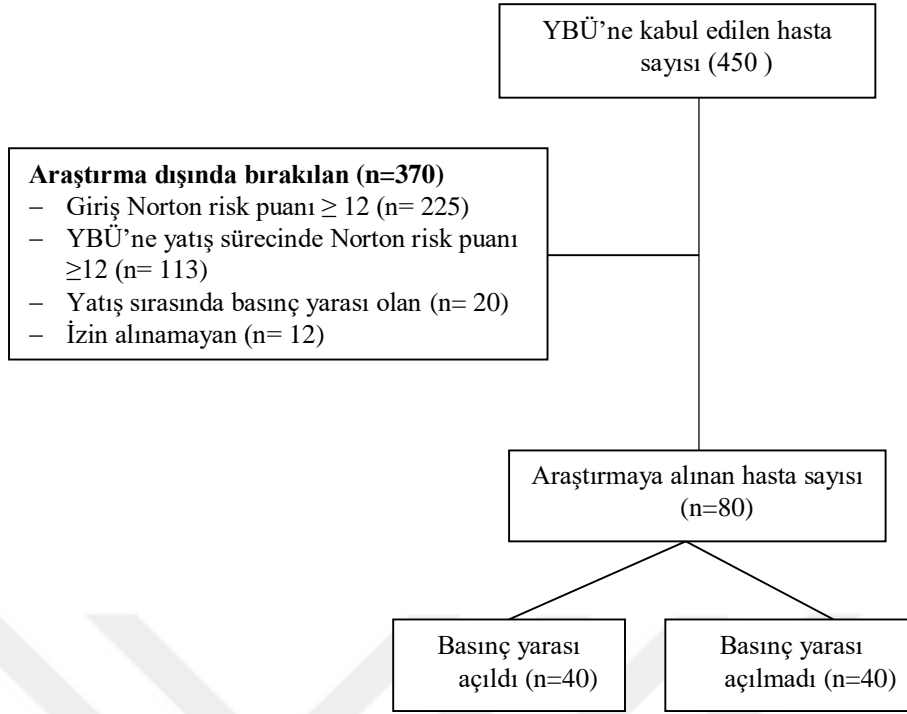 YBÜ’ne kabul edilen hasta
sayısı (450 )
Araştırma dışında bırakılan (n=370)
− Giriş Norton risk puanı ≥ 12 (n= 225)
− YBÜ’ne yatış sürecinde Norton risk puanı
≥12 (n= 113)
− Yatış sırasında basınç yarası olan (n= 20)
− İzin alınamayan (n= 12)
Araştırmaya alınan hasta sayısı
(n=80)
Basınç yarası
açıldı (n=40)
Basınç yarası
açılmadı (n=40)